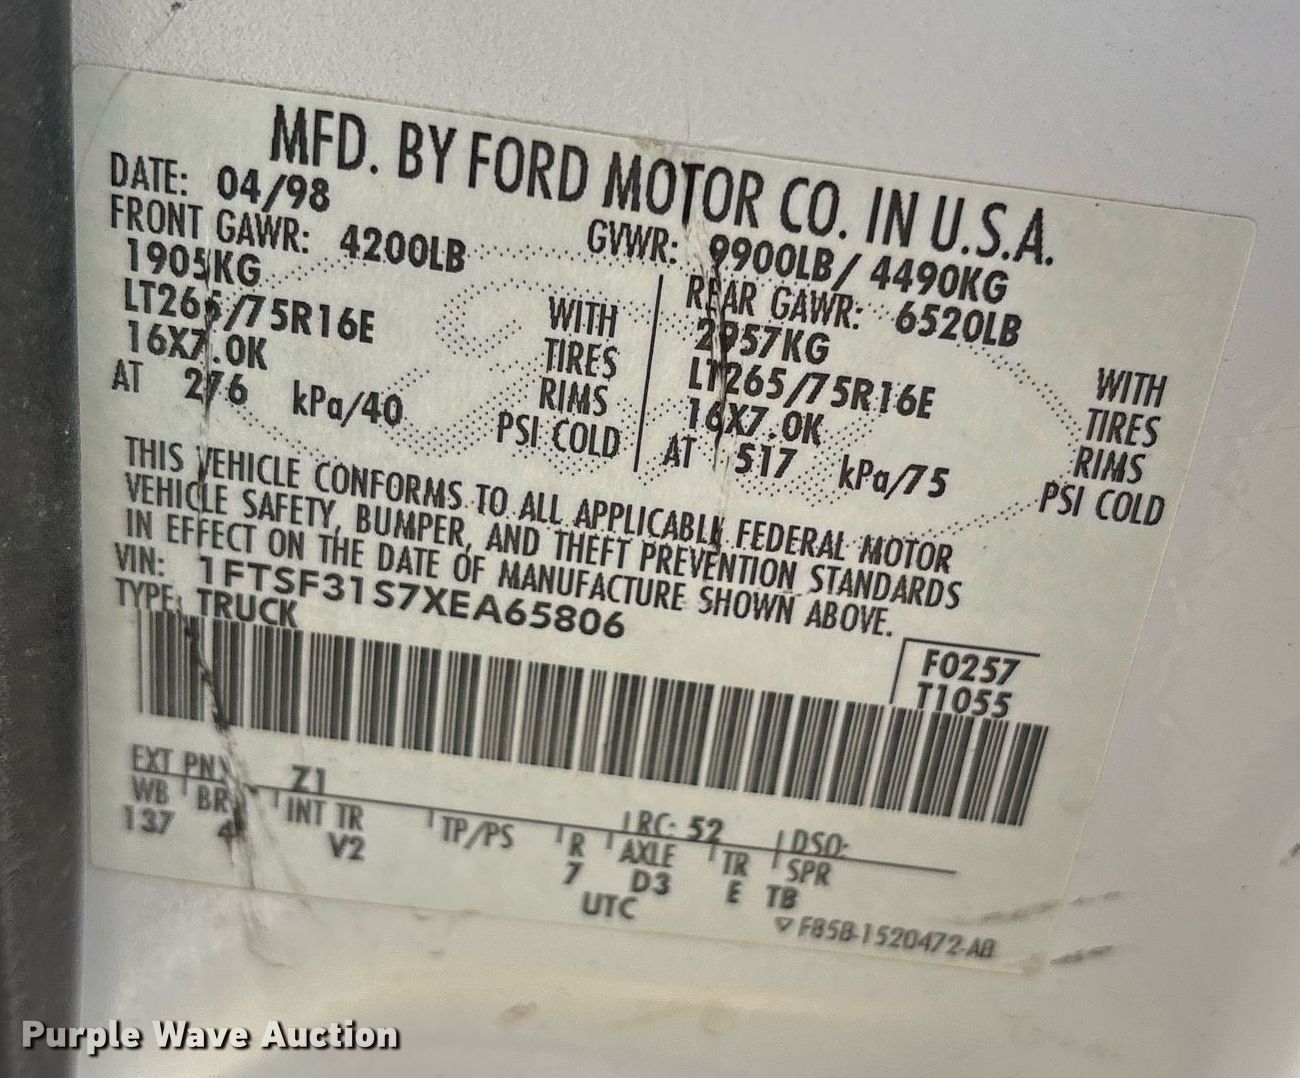 MFD. BY FORD MOTOR CO. IN U.S.A.
DATE: 04/98 GVWR: 9900LB/ 4490KG
FRONT GAWR: 4200LB REAR GAWR: 6520LB
1905KG WITH 2957KG WITH
LT265/75R16E TIRES LT265/75R16E TIRES
16X7.0K RIMS 16X7.0K RIMS
AT 276 kPa/40 PSI COLD AT 517 kPa/75 PSI COLD
THIS VEHICLE CONFORMS TO ALL APPLICABLE FEDERAL MOTOR
VEHICLE SAFETY, BUMPER, AND THEFT PREVENTION STANDARDS
IN EFFECT ON THE DATE OF MANUFACTURE SHOWN ABOVE.
VIN: 1FTSF31S7XEA65806
TYPE: TRUCK
F0257
T1055
EXT PNT Z1 RC: 52 DSO:
WB BRK INT TR TP/PS R AXLE TR SPR
137 4 V2 7 D3 E TB
UTC
▽ F85B-1520472-AB
Purple Wave Auction